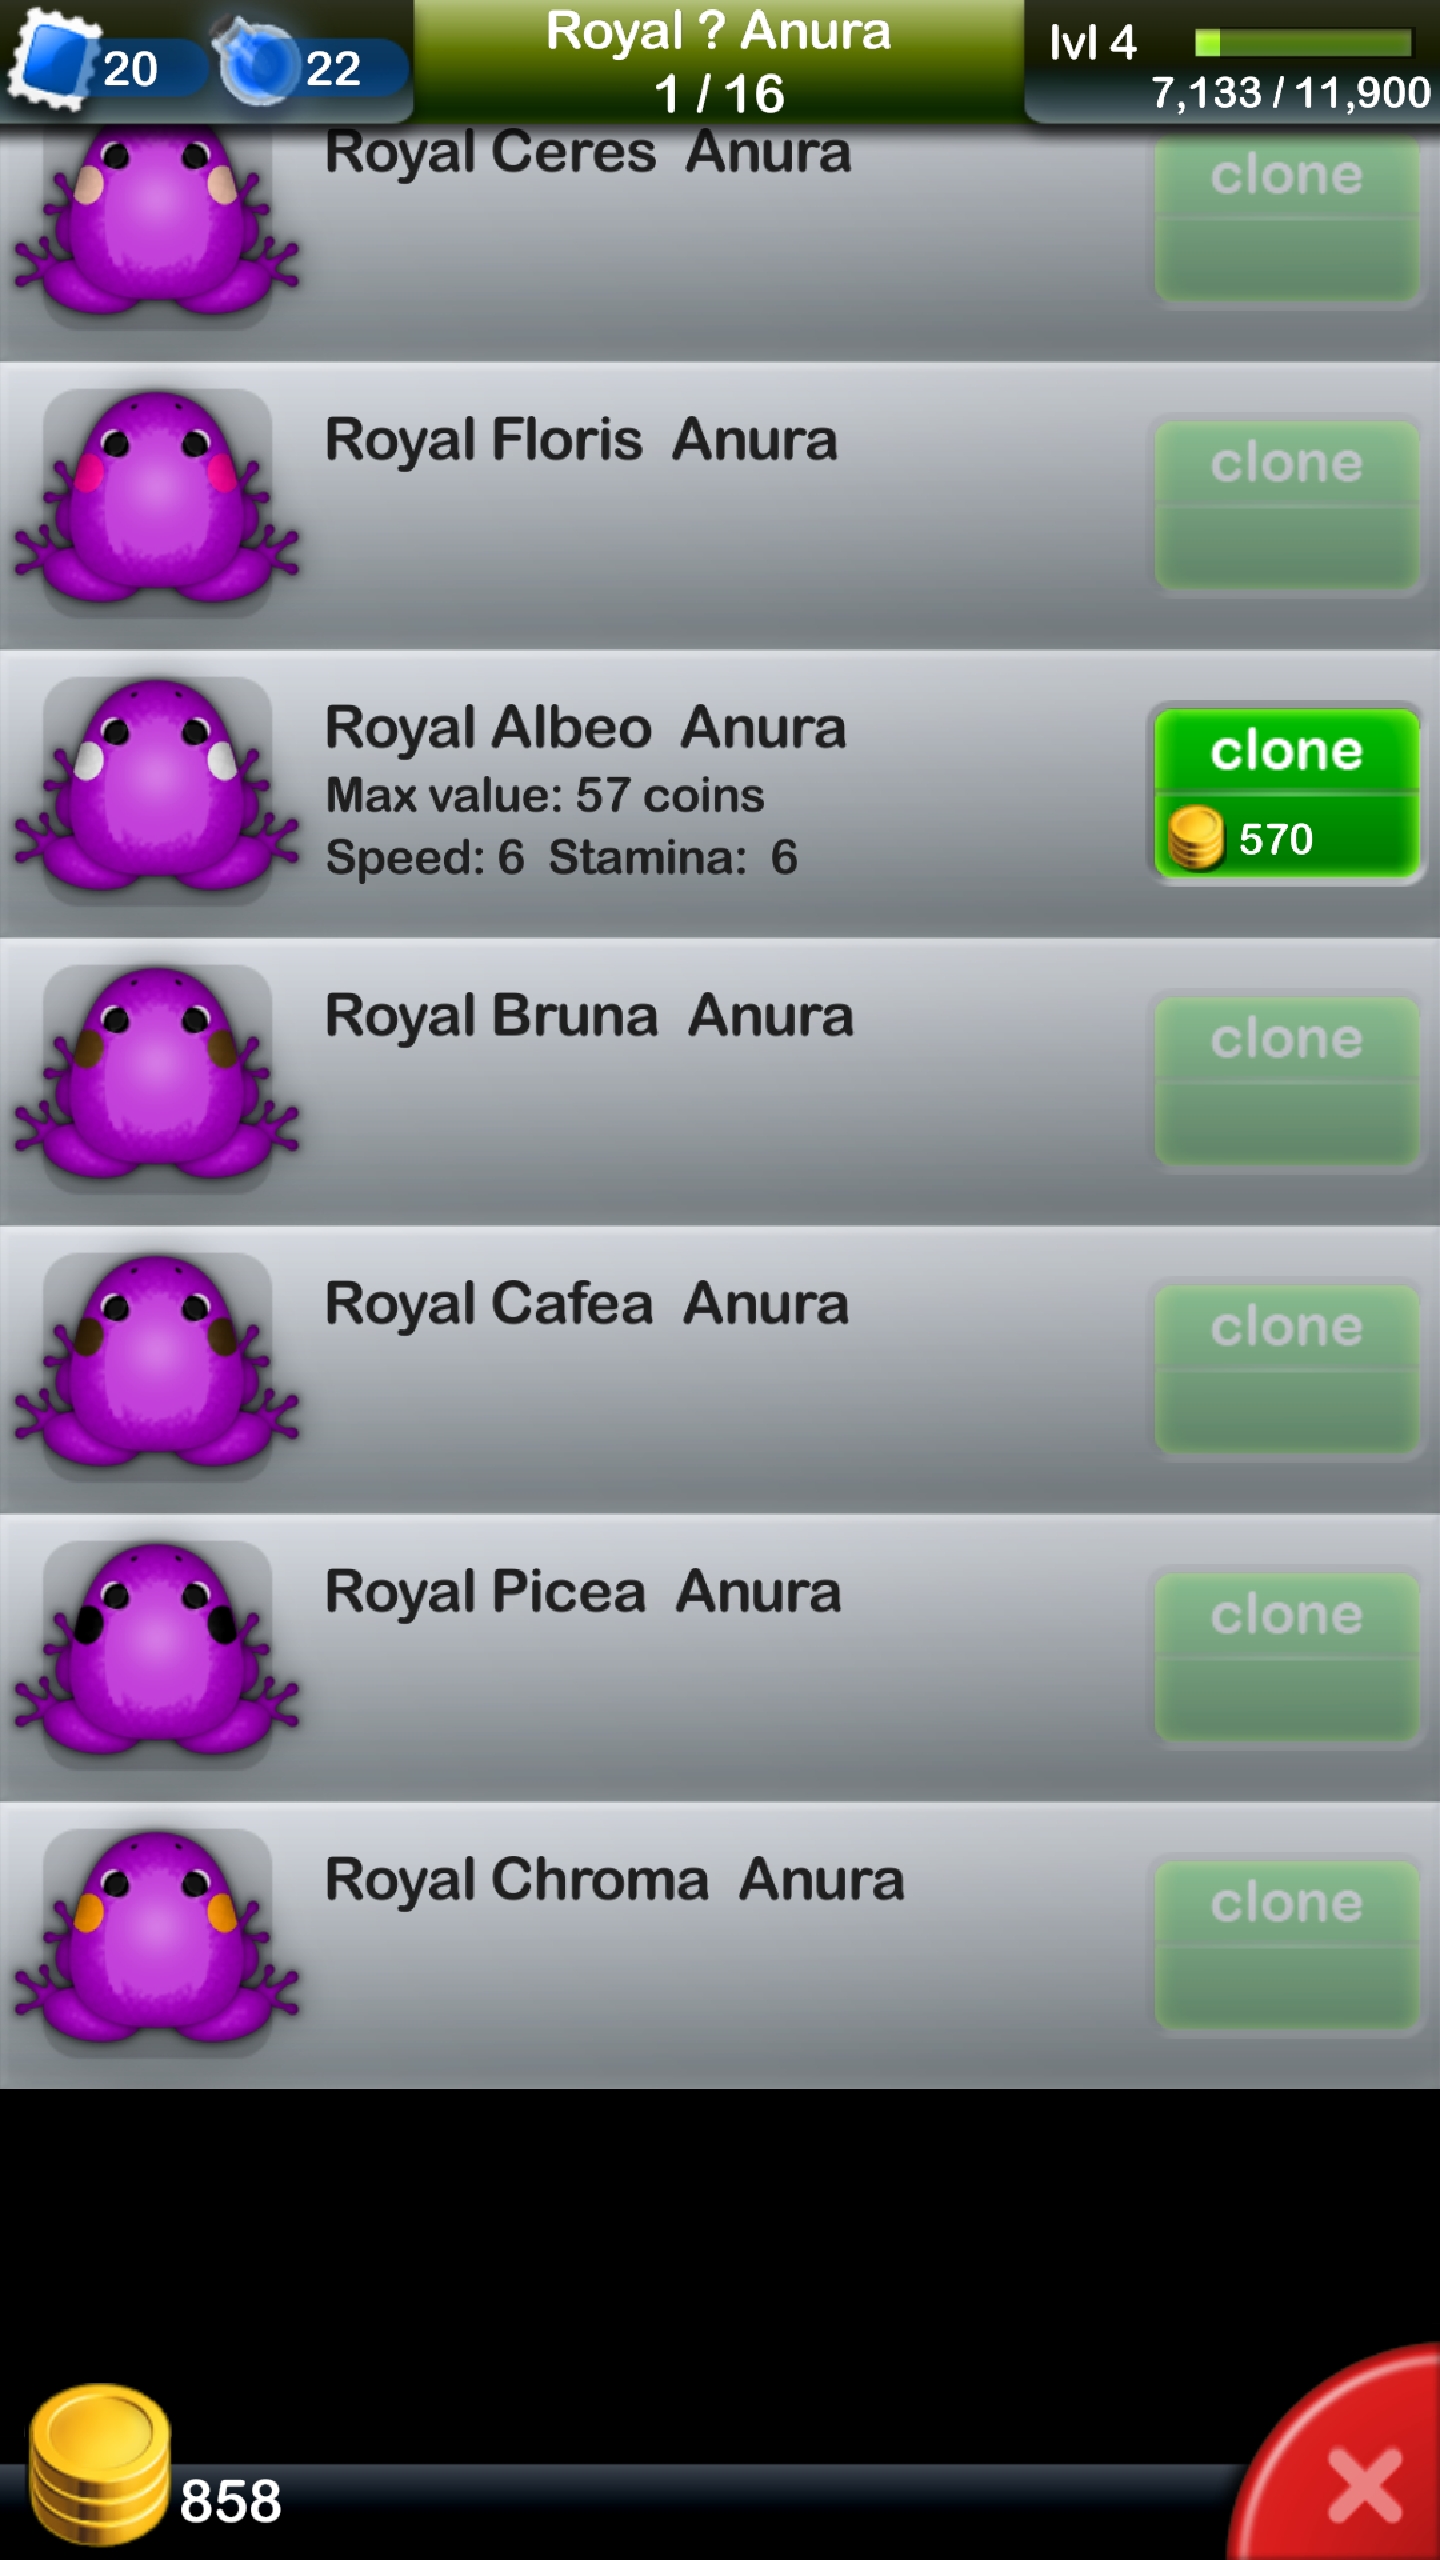 20
22
Royal ? Anura
1 / 16
lvl 4
7,133 / 11,900
Royal Ceres Anura
clone
Royal Floris Anura
clone
Royal Albeo Anura
Max value: 57 coins
Speed: 6 Stamina: 6
clone
570
Royal Bruna Anura
clone
Royal Cafea Anura
clone
Royal Picea Anura
clone
Royal Chroma Anura
clone
858